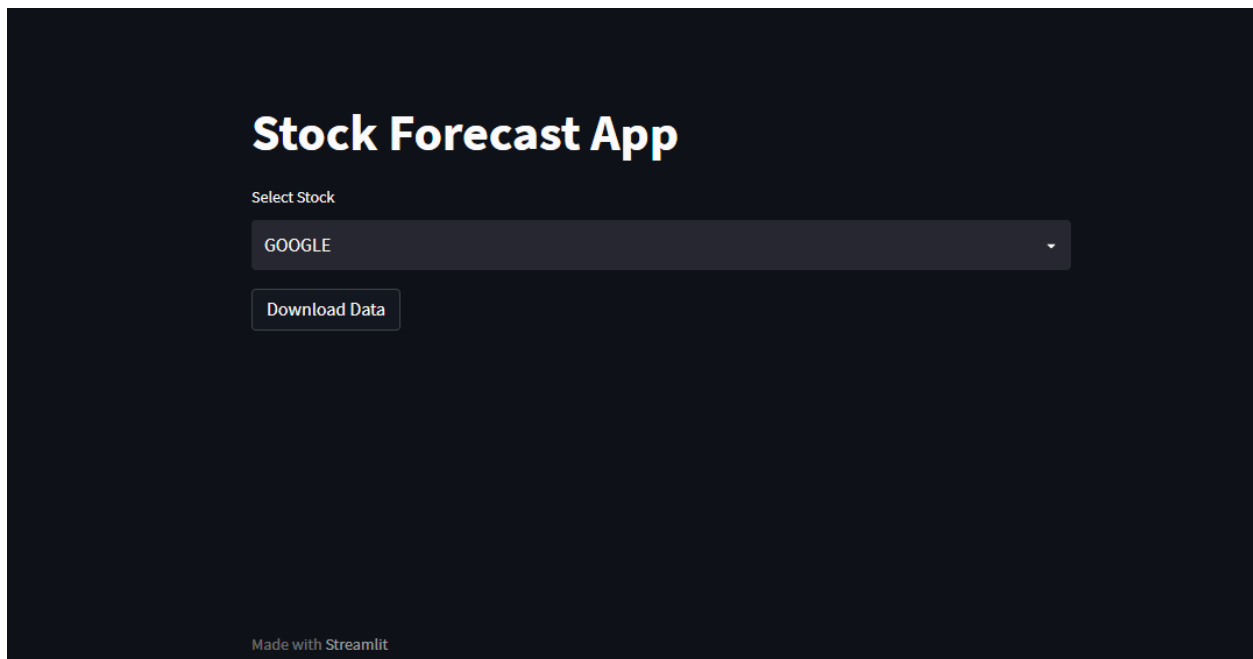 Stock Forecast App
Select Stock
GOOGLE
Download Data
Made with Streamlit